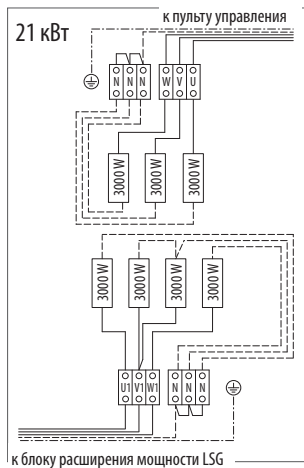 к пульту управления
21 кВт
N N N W V U
3000 W 3000 W 3000 W
3000 W 3000 W 3000 W 3000 W
U1 V1 W1 N N N
к блоку расширения мощности LSG